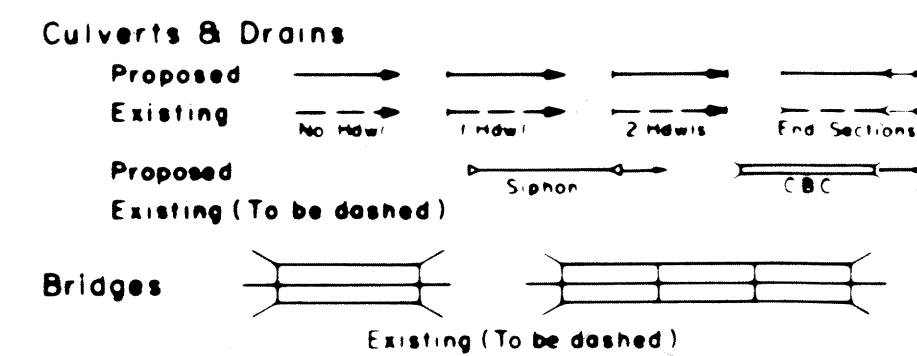 Culverts & Drains
Proposed
Existing
No Hdwl 1 Hdwl 2 Hdwls End Sections
Proposed
Siphon CBC
Existing (To be dashed)
Bridges
Existing (To be dashed)